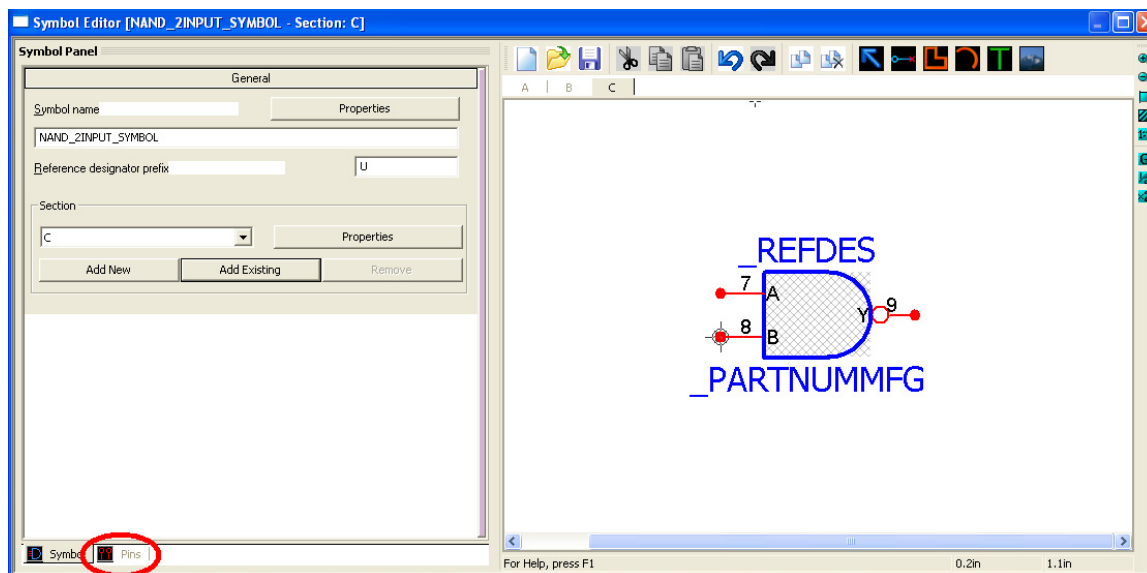 Symbol Editor [NAND_2INPUT_SYMBOL - Section: C]
Symbol Panel
General
Symbol name
Properties
NAND_2INPUT_SYMBOL
Reference designator prefix
U
Section
C
Properties
Add New
Add Existing
Remove
Symbol
Pins
A
B
C
_REFDES
7
A
Y
9
8
B
_PARTNUMMFG
For Help, press F1
0.2in
1.1in